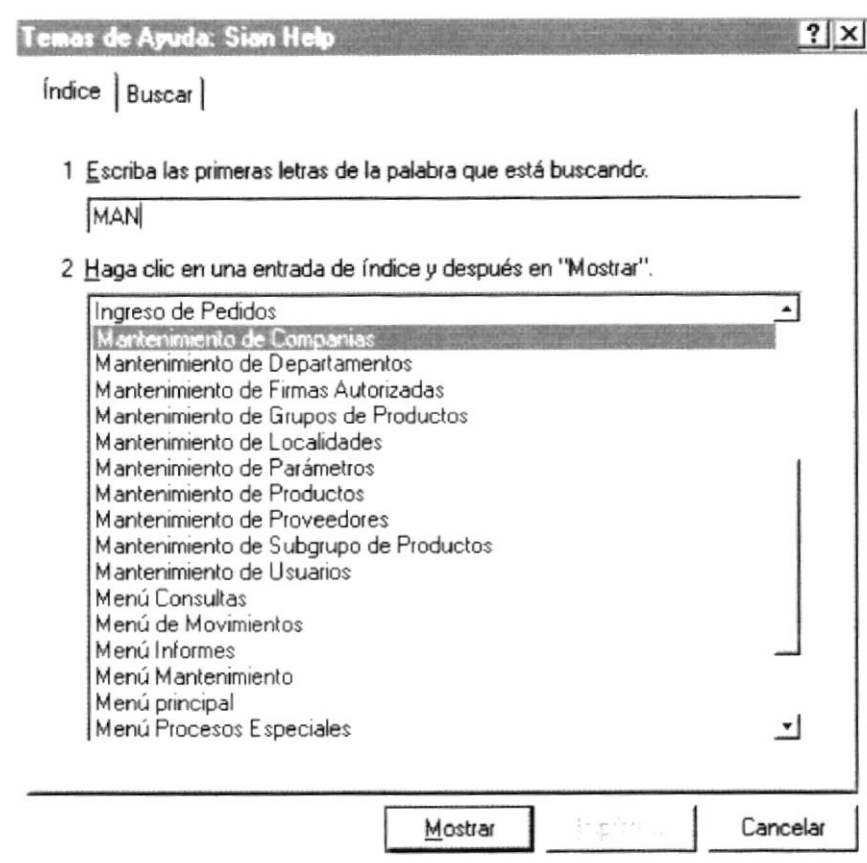 Temas de Ayuda: Sian Help
Índice Buscar
1 Escriba las primeras letras de la palabra que está buscando.
MAN
2 Haga clic en una entrada de índice y después en "Mostrar".
Ingreso de Pedidos
Mantenimiento de Companias
Mantenimiento de Departamentos
Mantenimiento de Firmas Autorizadas
Mantenimiento de Grupos de Productos
Mantenimiento de Localidades
Mantenimiento de Parámetros
Mantenimiento de Productos
Mantenimiento de Proveedores
Mantenimiento de Subgrupo de Productos
Mantenimiento de Usuarios
Menú Consultas
Menú de Movimientos
Menú Informes
Menú Mantenimiento
Menú principal
Menú Procesos Especiales
Mostrar Cancelar